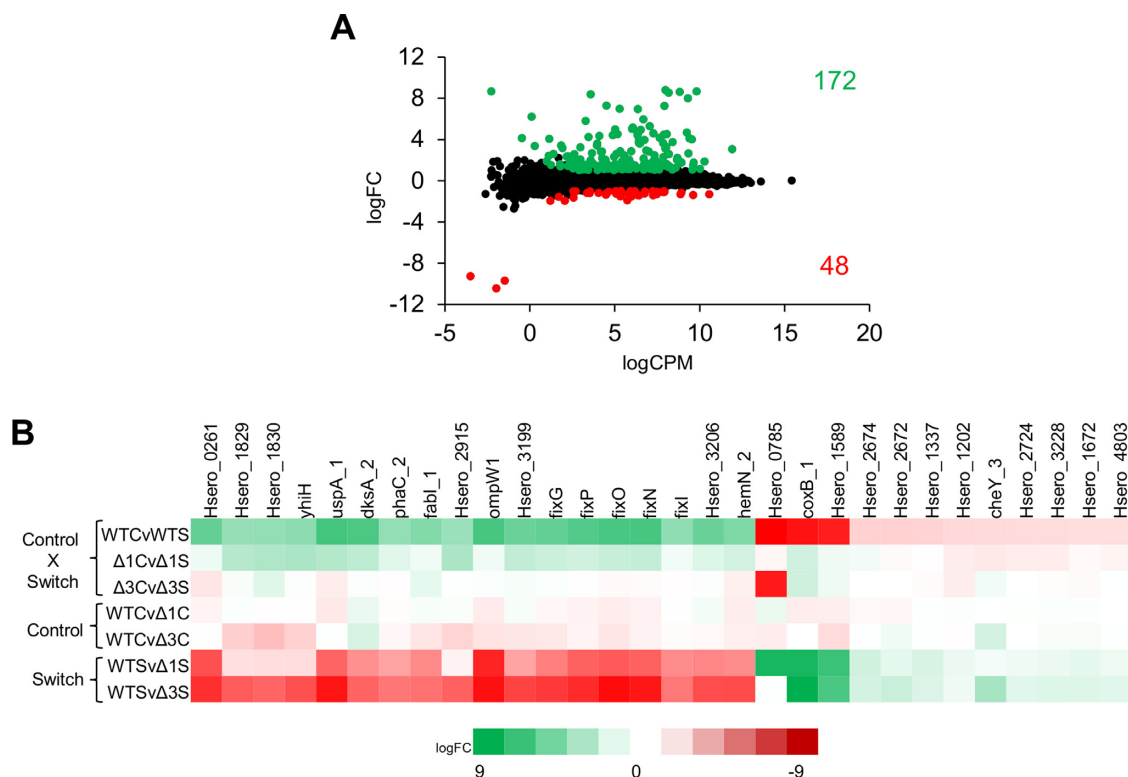 A
12
8
4
0
-4
-8
-12
logFC
172
48
-5 0 5 10 15 20
logCPM
B
Hsero_0261 Hsero_1829 Hsero_1830 yhiH uspA_1 dksA_2 phaC_2 fabI_1 Hsero_2915 ompW1 Hsero_3199 fixG fixP fixO fixN fixI Hsero_3206 hemN_2 Hsero_0785 coxB_1 Hsero_1589 Hsero_2674 Hsero_2672 Hsero_1337 Hsero_1202 cheY_3 Hsero_2724 Hsero_3228 Hsero_1672 Hsero_4803
Control
X
Switch
WTCvWTS
Δ1CvΔ1S
Δ3CvΔ3S
Control
WTCvΔ1C
WTCvΔ3C
Switch
WTSvΔ1S
WTSvΔ3S
logFC
9 0 -9